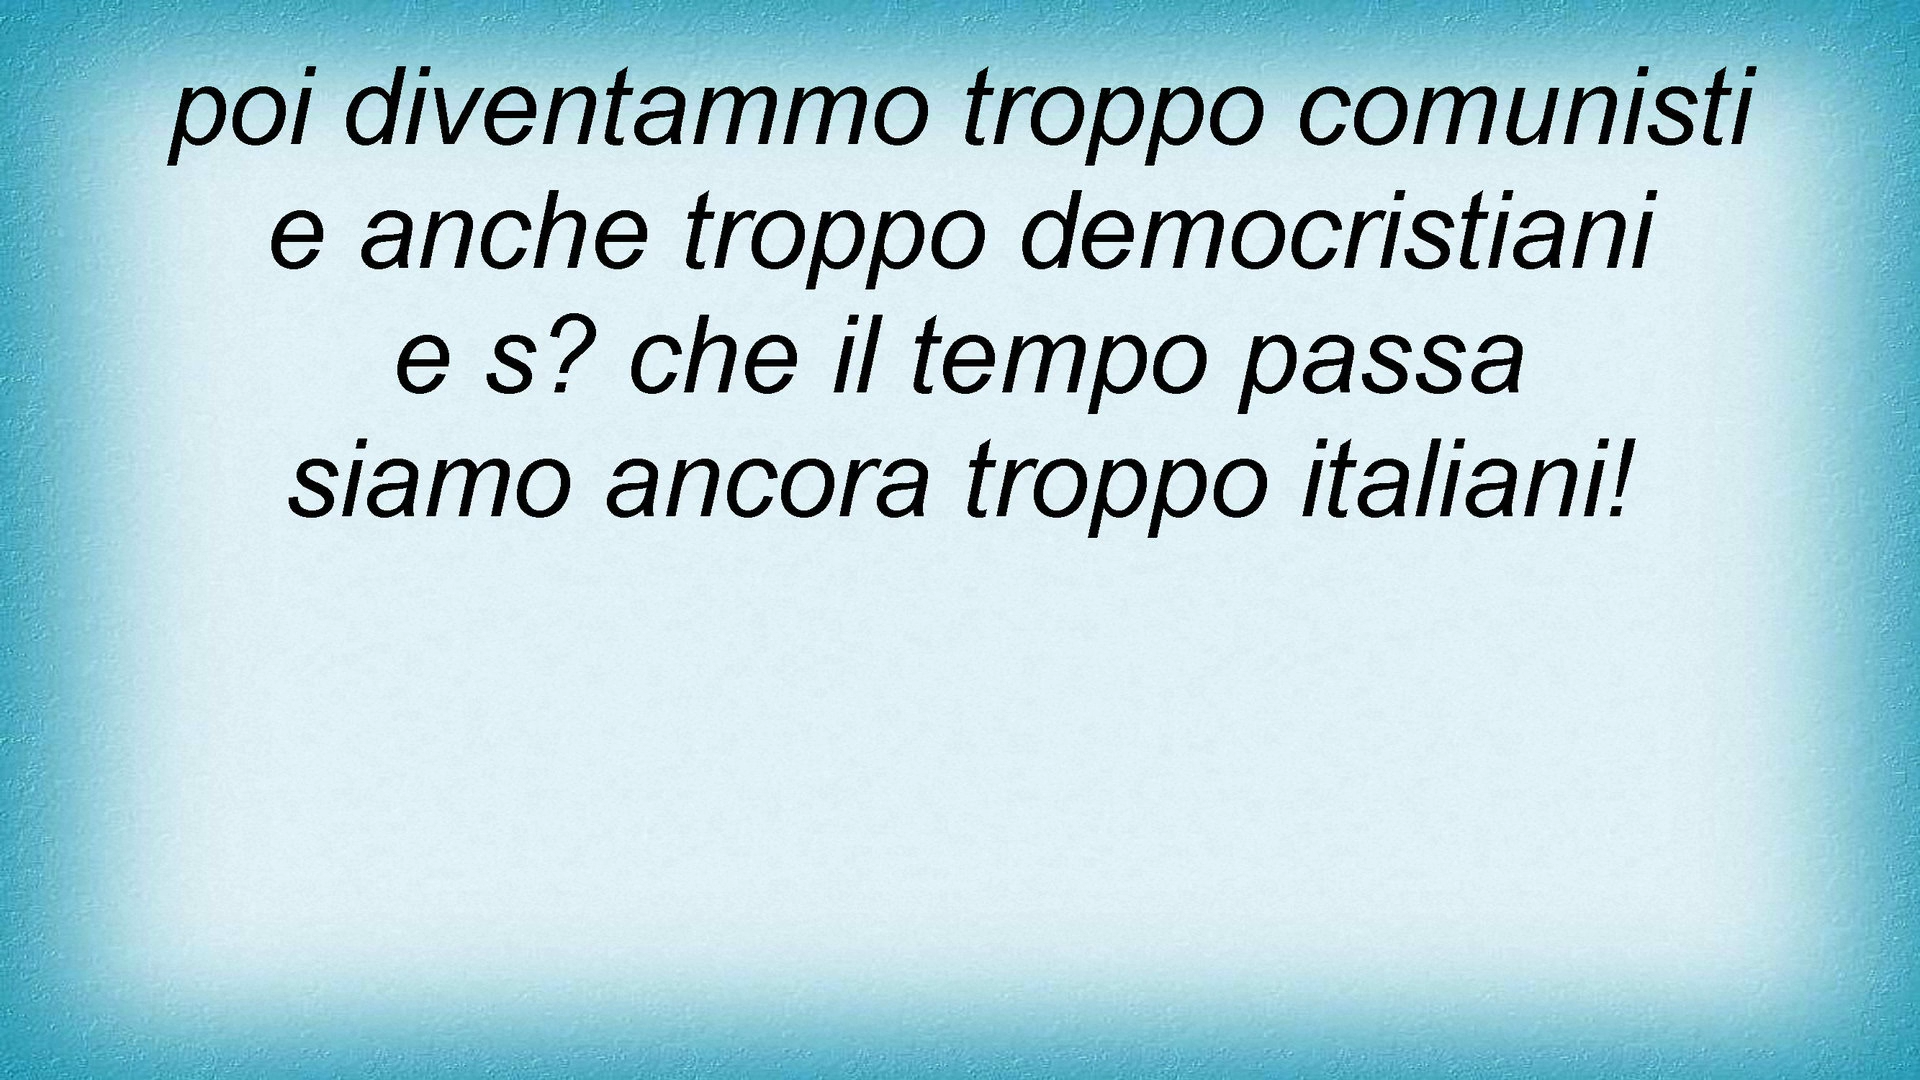 poi diventammo troppo comunisti
e anche troppo democristiani
e s? che il tempo passa
siamo ancora troppo italiani!